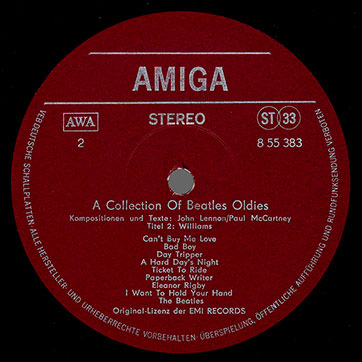 AMIGA
AWA
STEREO
ST 33
2
8 55 383
A Collection Of Beatles Oldies
Kompositionen und Texte: John Lennon/Paul McCartney
Titel 2: Williams
Can't Buy Me Love
Bad Boy
Day Tripper
A Hard Day's Night
Ticket To Ride
Paperback Writer
Eleanor Rigby
I Want To Hold Your Hand
The Beatles
Original-Lizenz der EMI RECORDS
VEB DEUTSCHE SCHALLPLATTEN ALLE HERSTELLER- UND URHEBERRECHTE VORBEHALTEN · ÜBERSPIELUNG, ÖFFENTLICHE AUFFÜHRUNG UND RUNDFUNKSENDUNG VERBOTEN